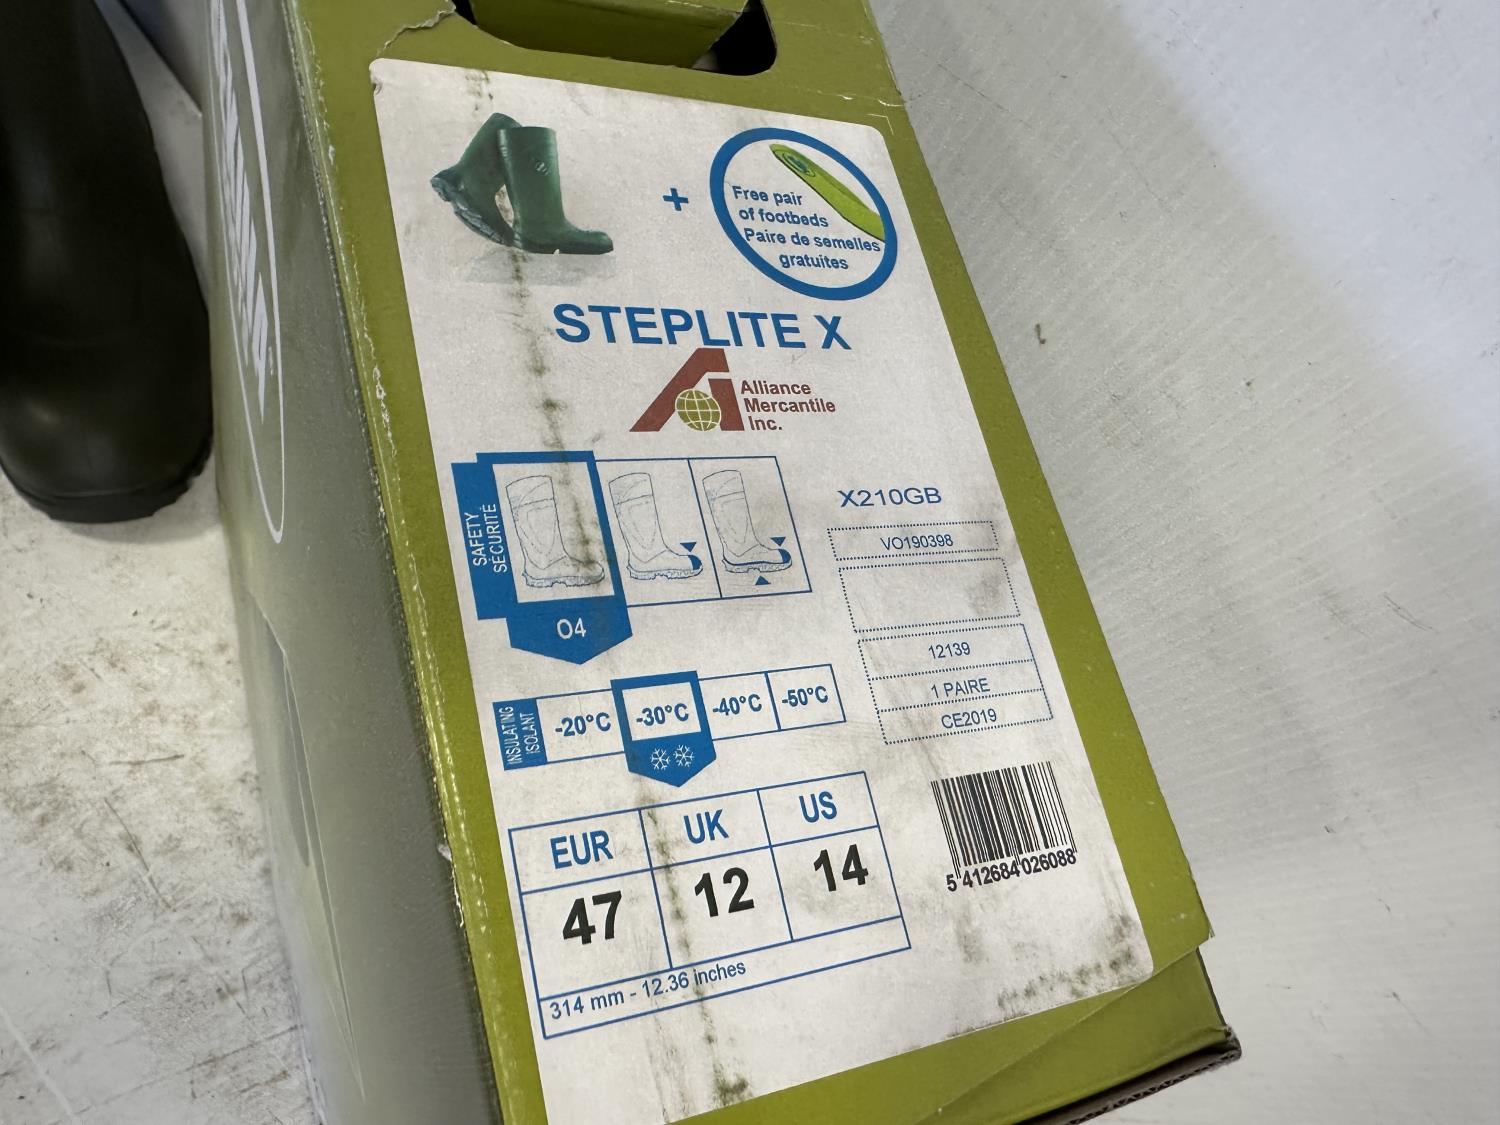 Free pair
of footbeds
Paire de semelles
gratuites
+
STEPLITE X
Alliance
Mercantile
Inc.
SAFETY
SÉCURITÉ
O4
X210GB
VO190398
12139
1 PAIRE
CE2019
INSULATING
ISOLANT
-20°C -30°C -40°C -50°C
EUR UK US
47 12 14
314 mm - 12.36 inches
5 412684 026088